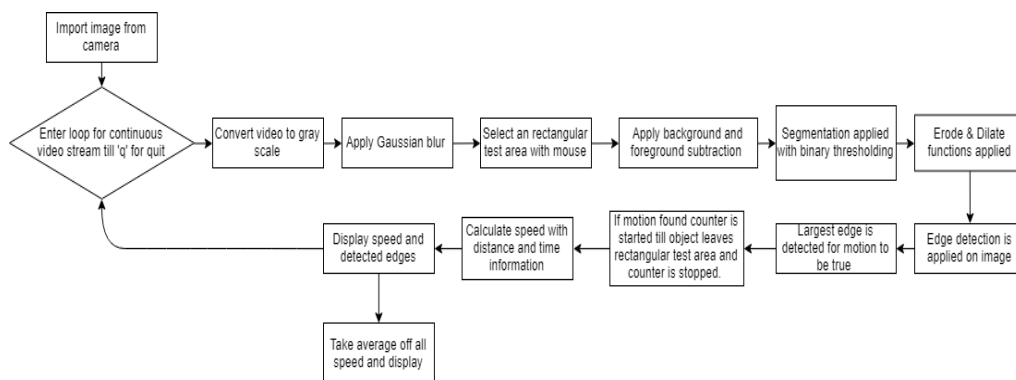 Import image from
camera
Enter loop for continuous
video stream till 'q' for quit
Convert video to gray
scale
Apply Gaussian blur
Select an rectangular
test area with mouse
Apply background and
foreground subtraction
Segmentation applied
with binary thresholding
Erode & Dilate
functions applied
Edge detection is
applied on image
Largest edge is
detected for motion to
be true
If motion found counter is
started till object leaves
rectangular test area and
counter is stopped.
Calculate speed with
distance and time
information
Display speed and
detected edges
Take average off all
speed and display